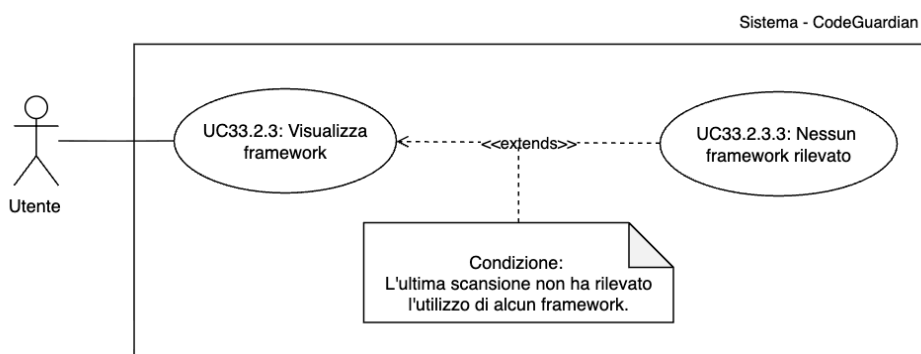 Sistema - CodeGuardian
UC33.2.3: Visualizza
framework
<<extends>>
UC33.2.3.3: Nessun
framework rilevato
Utente
Condizione:
L'ultima scansione non ha rilevato
l'utilizzo di alcun framework.